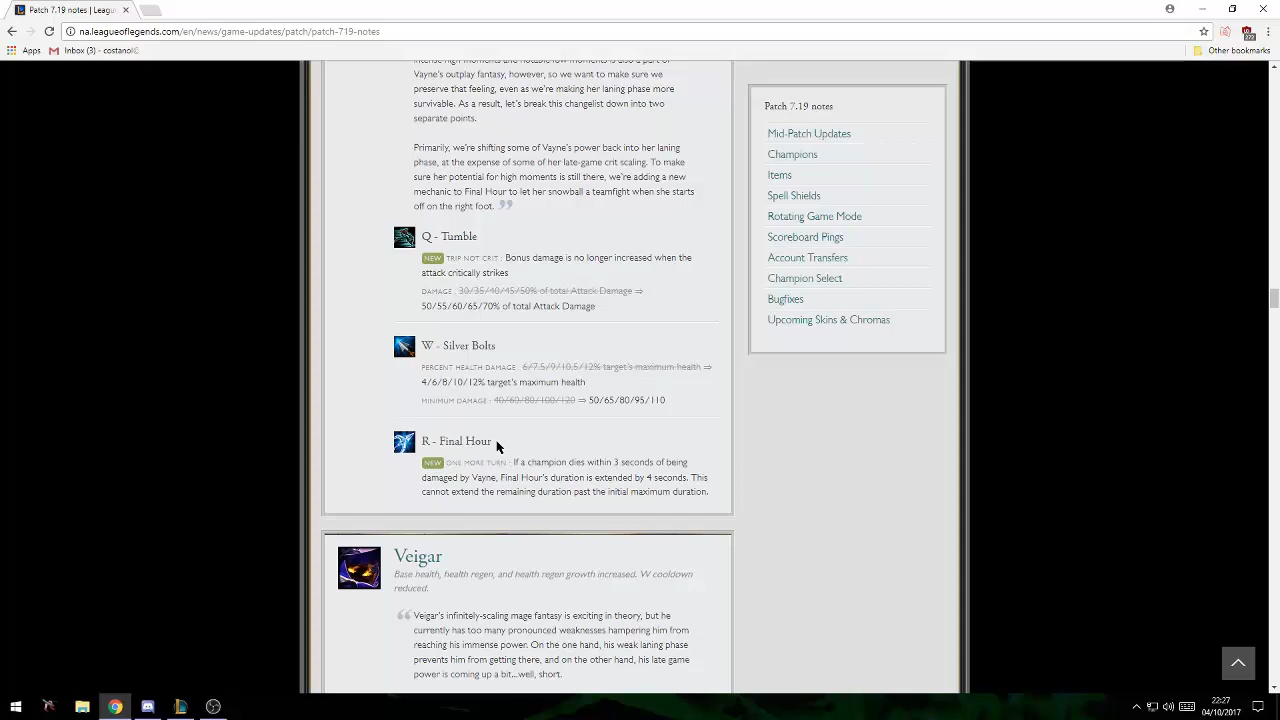 Patch 7.19 notes | Leagu
na.leagueoflegends.com/en/news/game-updates/patch/patch-719-notes
Apps
Inbox (3) - costanol
Other bookmarks
intense high moments and notable low moments is also a part of
Vayne's outplay fantasy, however, so we want to make sure we
preserve that feeling, even as we're making her laning phase more
survivable. As a result, let's break this changelist down into two
separate points.
Primarily, we're shifting some of Vayne's power back into her laning
phase, at the expense of some of her late-game crit scaling. To make
sure her potential for high moments is still there, we're adding a new
mechanic to Final Hour to let her snowball a teamfight when she starts
off on the right foot.
Q - Tumble
NEW TRIP NOT CRIT : Bonus damage is no longer increased when the
attack critically strikes
DAMAGE : 30/35/40/45/50% of total Attack Damage ⇒
50/55/60/65/70% of total Attack Damage
W - Silver Bolts
PERCENT HEALTH DAMAGE : 6/7.5/9/10.5/12% target's maximum health ⇒
4/6/8/10/12% target's maximum health
MINIMUM DAMAGE : 40/60/80/100/120 ⇒ 50/65/80/95/110
R - Final Hour
NEW ONE MORE TURN : If a champion dies within 3 seconds of being
damaged by Vayne, Final Hour's duration is extended by 4 seconds. This
cannot extend the remaining duration past the initial maximum duration.
Veigar
Base health, health regen, and health regen growth increased. W cooldown
reduced.
Veigar's infinitely-scaling mage fantasy is exciting in theory, but he
currently has too many pronounced weaknesses hampering him from
reaching his immense power. On the one hand, his weak laning phase
prevents him from getting there, and on the other hand, his late game
power is coming up a bit...well, short.
Patch 7.19 notes
Mid-Patch Updates
Champions
Items
Spell Shields
Rotating Game Mode
Scoreboard Pings
Account Transfers
Champion Select
Bugfixes
Upcoming Skins & Chromas
22:27
04/10/2017